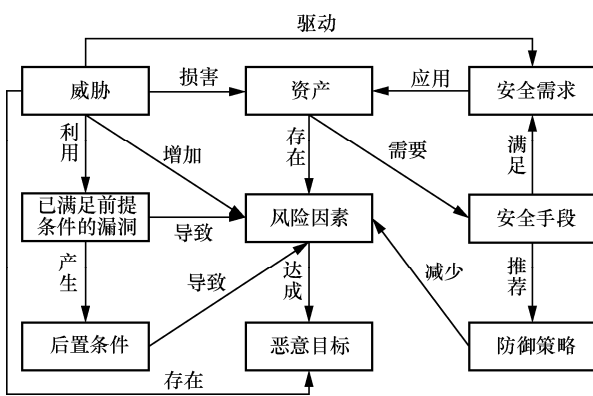 驱动
威胁
损害
资产
应用
安全需求
利用
增加
存在
需要
满足
已满足前提
条件的漏洞
导致
风险因素
安全手段
产生
导致
达成
减少
推荐
后置条件
恶意目标
防御策略
存在